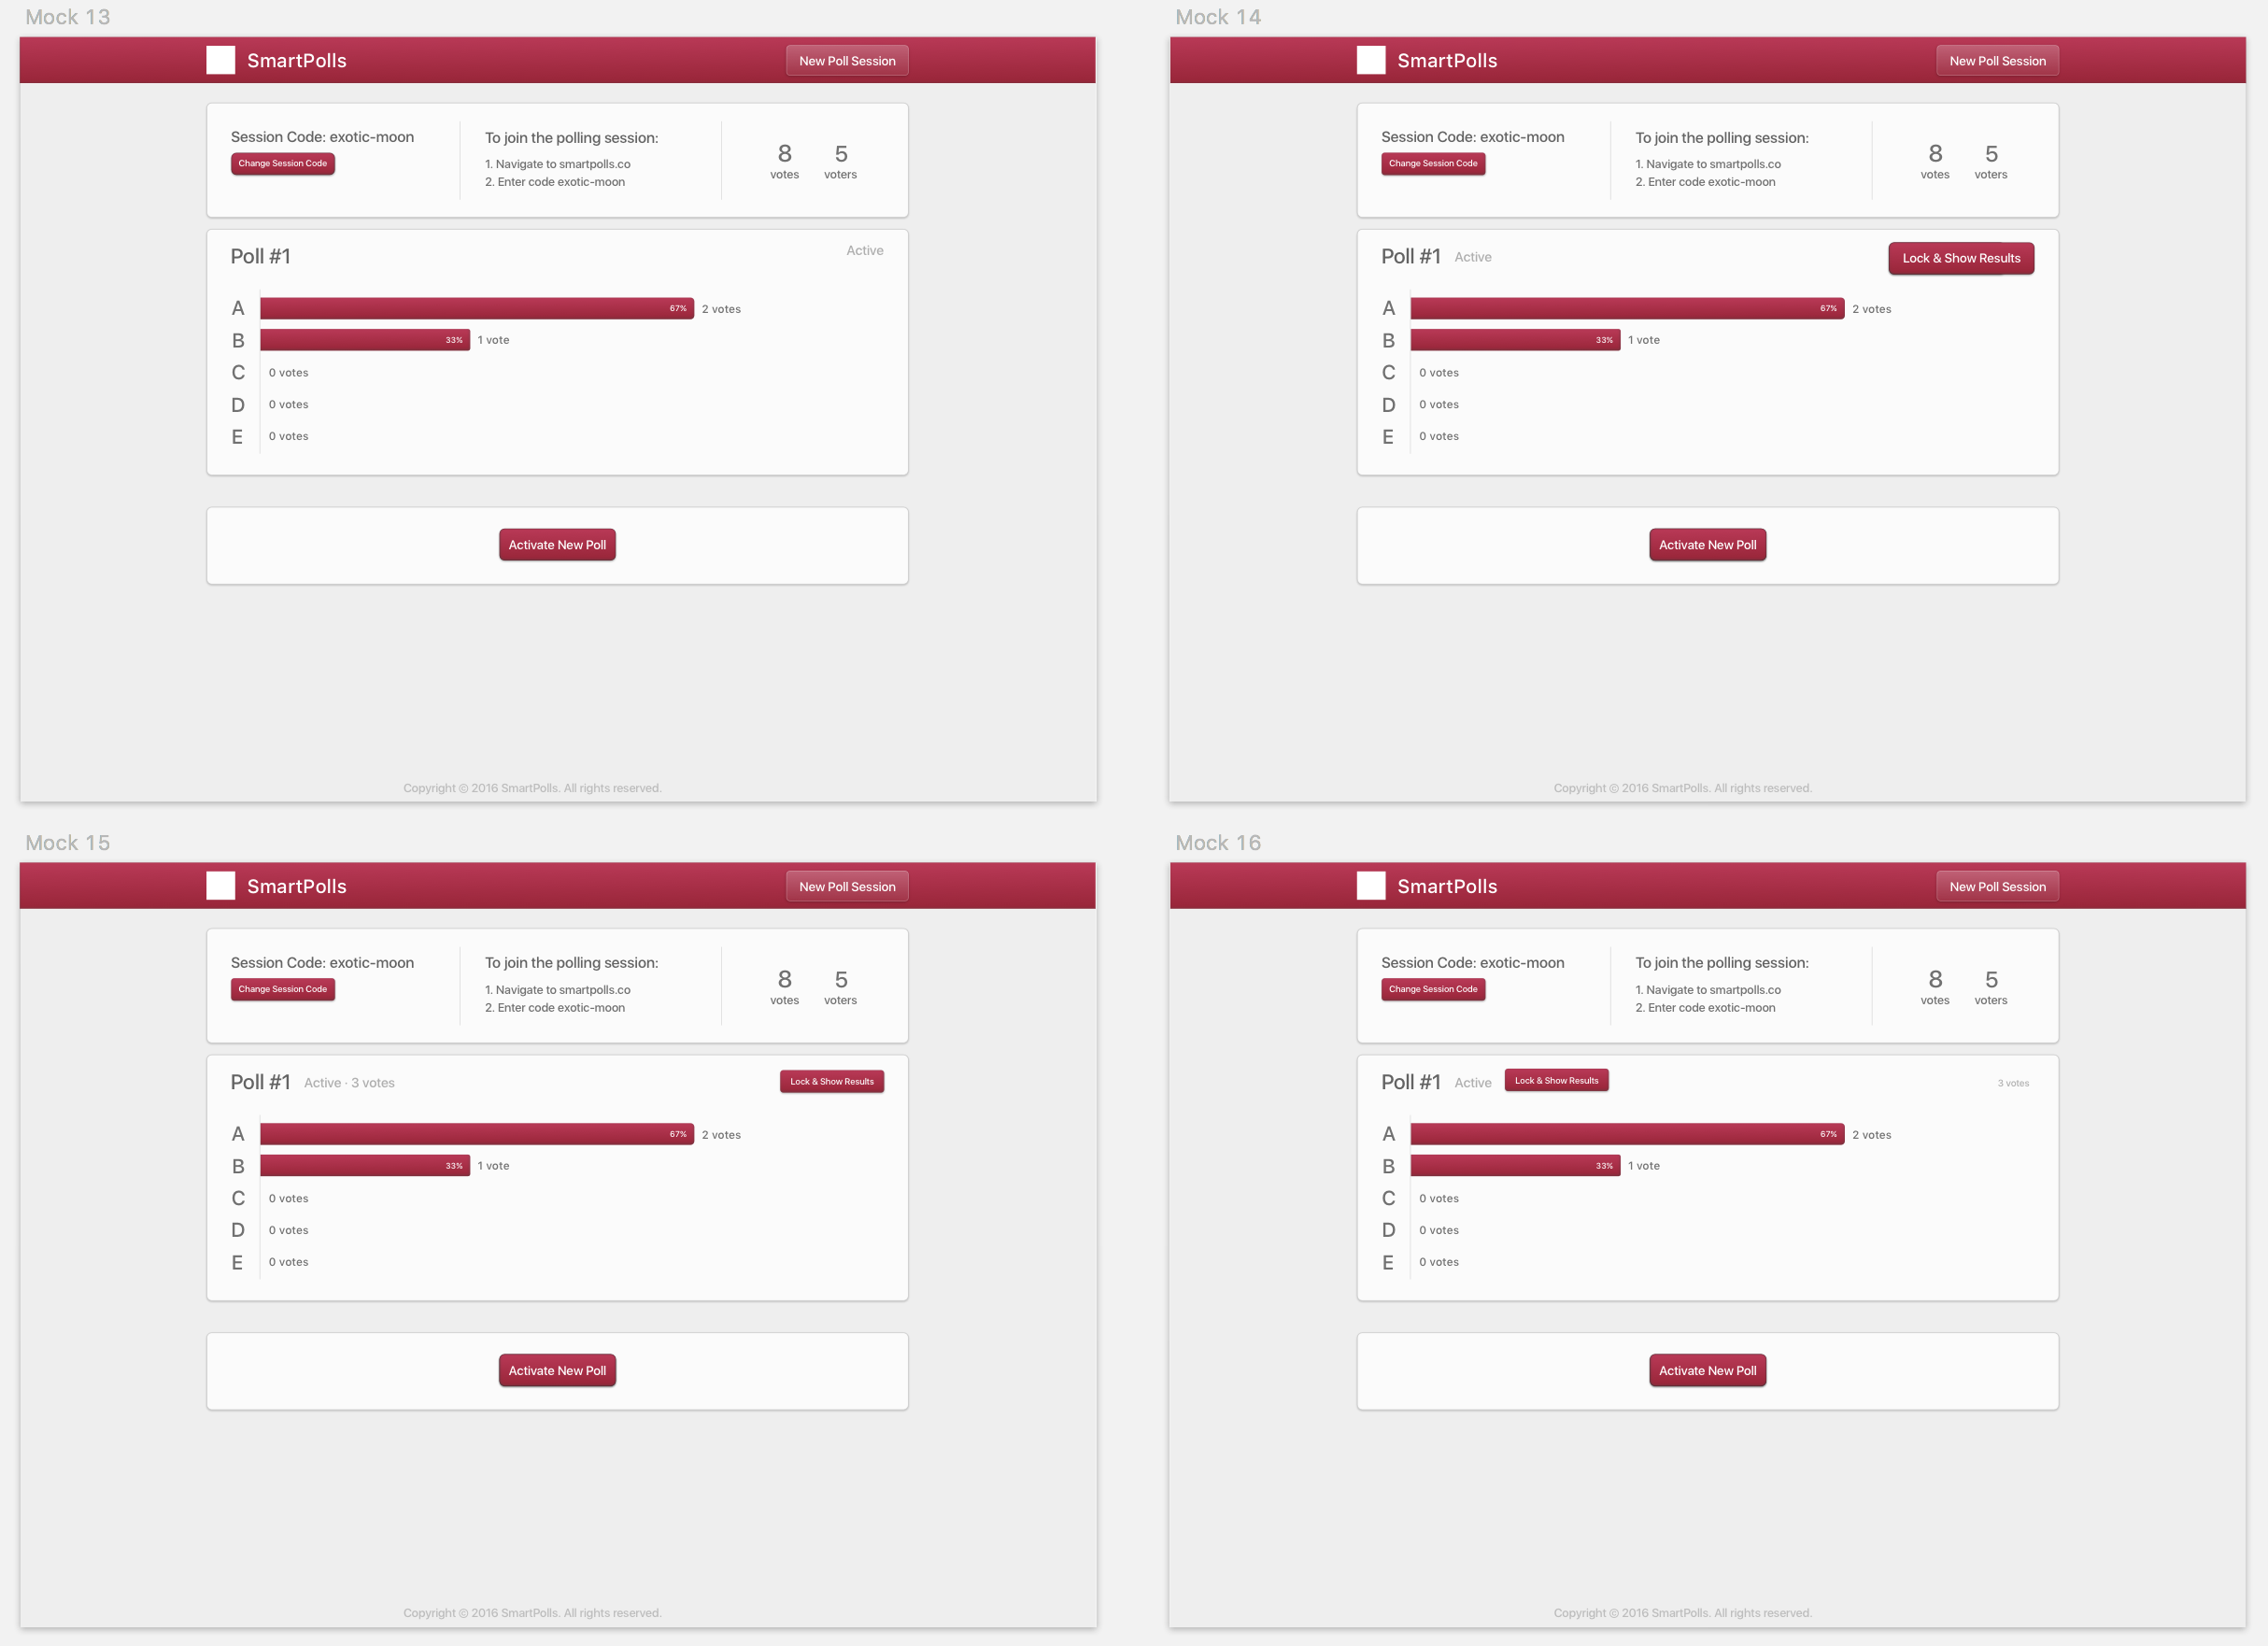 Mock 13
SmartPolls
New Poll Session
Session Code: exotic-moon
Change Session Code
To join the polling session:
1. Navigate to smartpolls.co
2. Enter code exotic-moon
8
votes
5
voters
Poll #1
Active
A
67%
2 votes
B
33%
1 vote
C
0 votes
D
0 votes
E
0 votes
Activate New Poll
Copyright © 2016 SmartPolls. All rights reserved.
Mock 14
SmartPolls
New Poll Session
Session Code: exotic-moon
Change Session Code
To join the polling session:
1. Navigate to smartpolls.co
2. Enter code exotic-moon
8
votes
5
voters
Poll #1
Active
Lock & Show Results
A
67%
2 votes
B
33%
1 vote
C
0 votes
D
0 votes
E
0 votes
Activate New Poll
Copyright © 2016 SmartPolls. All rights reserved.
Mock 15
SmartPolls
New Poll Session
Session Code: exotic-moon
Change Session Code
To join the polling session:
1. Navigate to smartpolls.co
2. Enter code exotic-moon
8
votes
5
voters
Poll #1
Active · 3 votes
Lock & Show Results
A
67%
2 votes
B
33%
1 vote
C
0 votes
D
0 votes
E
0 votes
Activate New Poll
Copyright © 2016 SmartPolls. All rights reserved.
Mock 16
SmartPolls
New Poll Session
Session Code: exotic-moon
Change Session Code
To join the polling session:
1. Navigate to smartpolls.co
2. Enter code exotic-moon
8
votes
5
voters
Poll #1
Active
Lock & Show Results
3 votes
A
67%
2 votes
B
33%
1 vote
C
0 votes
D
0 votes
E
0 votes
Activate New Poll
Copyright © 2016 SmartPolls. All rights reserved.